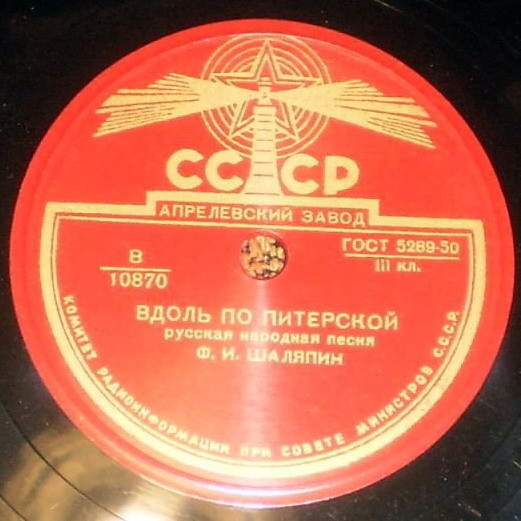 СССР
АПРЕЛЕВСКИЙ ЗАВОД
В
10870
ГОСТ 5289-50
III кл.
ВДОЛЬ ПО ПИТЕРСКОЙ
русская народная песня
Ф. И. ШАЛЯПИН
КОМИТЕТ РАДИОИНФОРМАЦИИ ПРИ СОВЕТЕ МИНИСТРОВ С.С.С.Р.